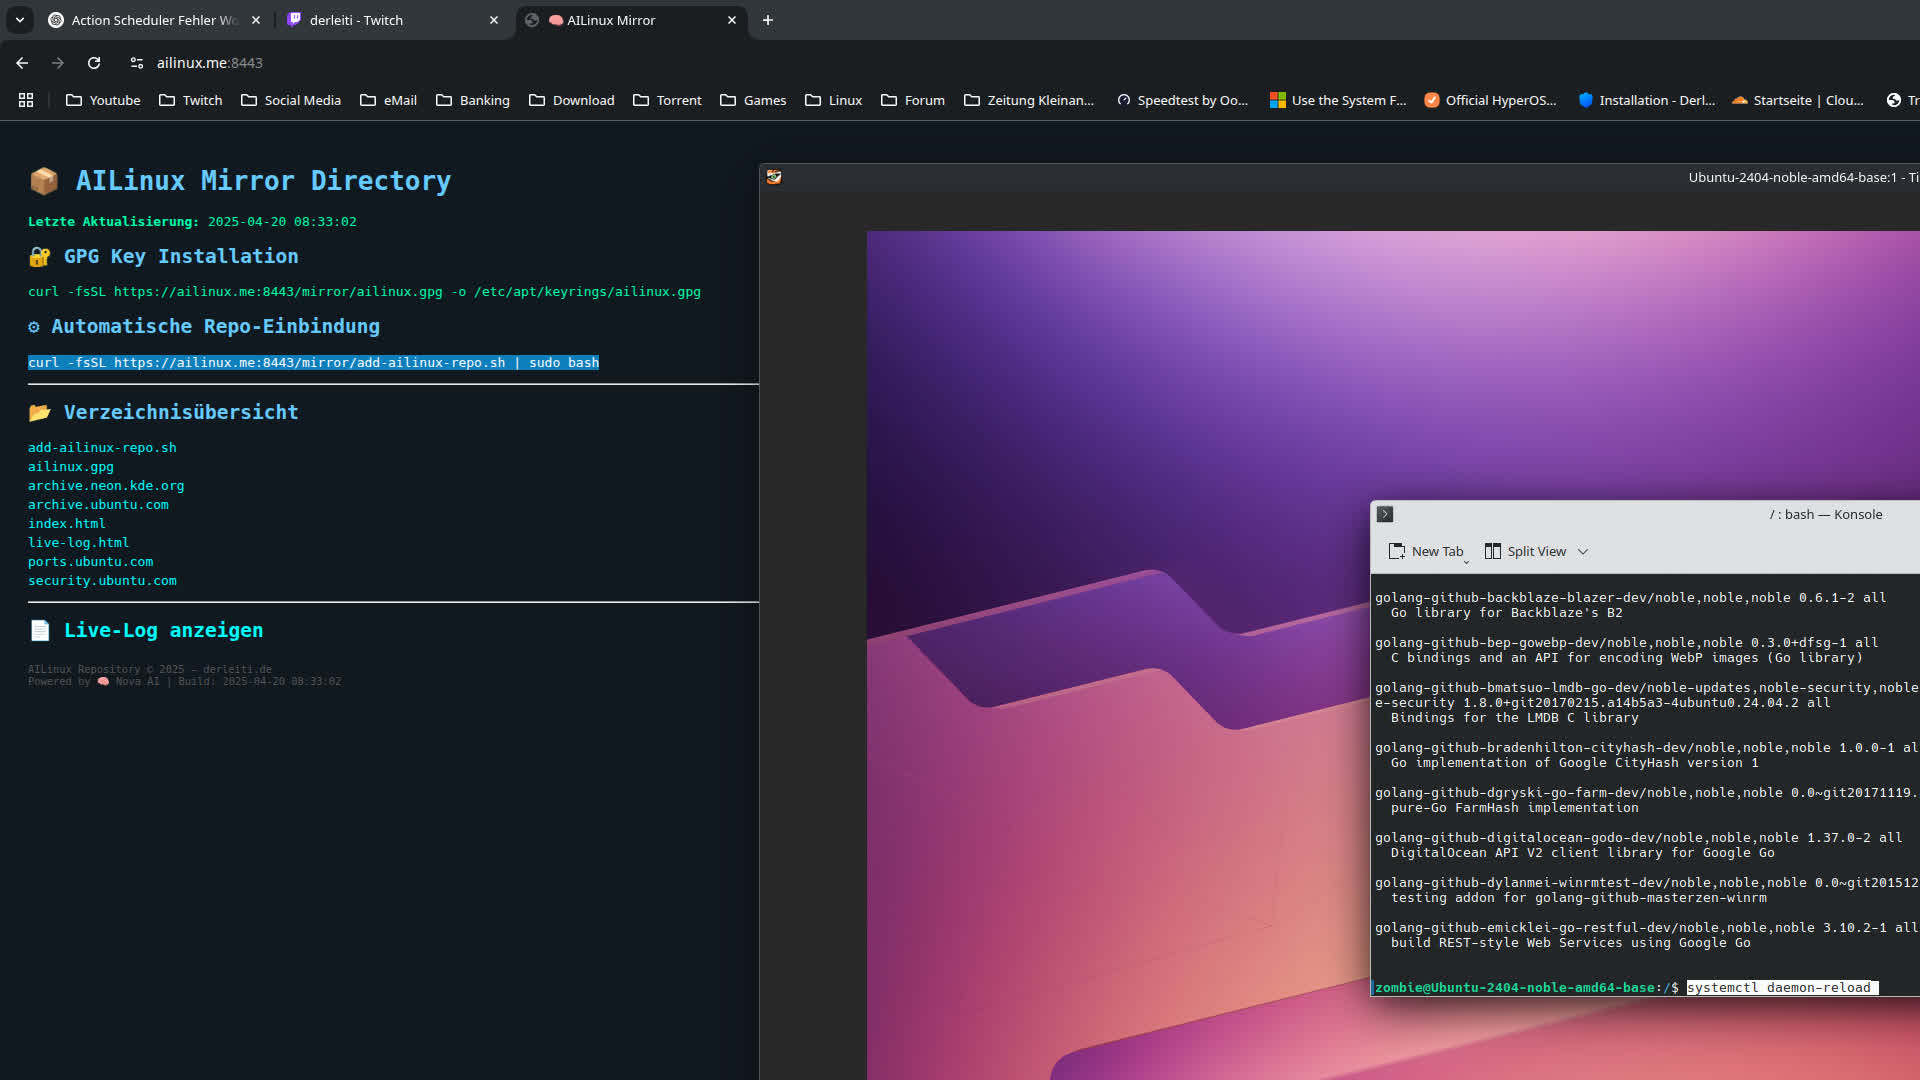 Action Scheduler Fehler Wo
derleiti - Twitch
🧠 AILinux Mirror
ailinux.me:8443
Youtube
Twitch
Social Media
eMail
Banking
Download
Torrent
Games
Linux
Forum
Zeitung Kleinan...
Speedtest by Oo...
Use the System F...
Official HyperOS...
Installation - Derl...
Startseite | Clou...
Tr
📦 AILinux Mirror Directory
Letzte Aktualisierung: 2025-04-20 08:33:02
🔐 GPG Key Installation
curl -fsSL https://ailinux.me:8443/mirror/ailinux.gpg -o /etc/apt/keyrings/ailinux.gpg
⚙ Automatische Repo-Einbindung
curl -fsSL https://ailinux.me:8443/mirror/add-ailinux-repo.sh | sudo bash
📂 Verzeichnisübersicht
add-ailinux-repo.sh
ailinux.gpg
archive.neon.kde.org
archive.ubuntu.com
index.html
live-log.html
ports.ubuntu.com
security.ubuntu.com
📄 Live-Log anzeigen
AILinux Repository © 2025 - derleiti.de
Powered by 🧠 Nova AI | Build: 2025-04-20 08:33:02
Ubuntu-2404-noble-amd64-base:1 - Ti
/ : bash — Konsole
New Tab
Split View
golang-github-backblaze-blazer-dev/noble,noble,noble 0.6.1-2 all
Go library for Backblaze's B2
golang-github-bep-gowebp-dev/noble,noble,noble 0.3.0+dfsg-1 all
C bindings and an API for encoding WebP images (Go library)
golang-github-bmatsuo-lmdb-go-dev/noble-updates,noble-security,noble
e-security 1.8.0+git20170215.a14b5a3-4ubuntu0.24.04.2 all
Bindings for the LMDB C library
golang-github-bradenhilton-cityhash-dev/noble,noble,noble 1.0.0-1 al
Go implementation of Google CityHash version 1
golang-github-dgryski-go-farm-dev/noble,noble,noble 0.0~git20171119.
pure-Go FarmHash implementation
golang-github-digitalocean-godo-dev/noble,noble,noble 1.37.0-2 all
DigitalOcean API V2 client library for Google Go
golang-github-dylanmei-winrmtest-dev/noble,noble,noble 0.0~git201512
testing addon for golang-github-masterzen-winrm
golang-github-emicklei-go-restful-dev/noble,noble,noble 3.10.2-1 all
build REST-style Web Services using Google Go
zombie@Ubuntu-2404-noble-amd64-base:/$ systemctl daemon-reload